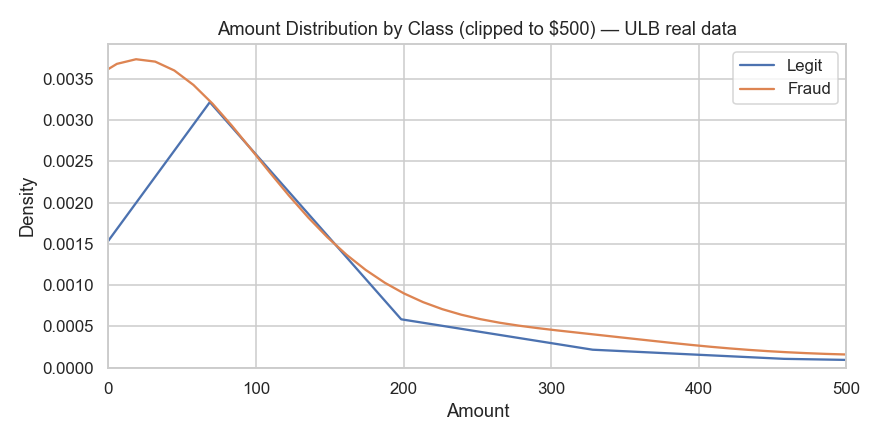 Amount Distribution by Class (clipped to $500) — ULB real data
Legit
Fraud
Density
0.0035
0.0030
0.0025
0.0020
0.0015
0.0010
0.0005
0.0000
0 100 200 300 400 500
Amount